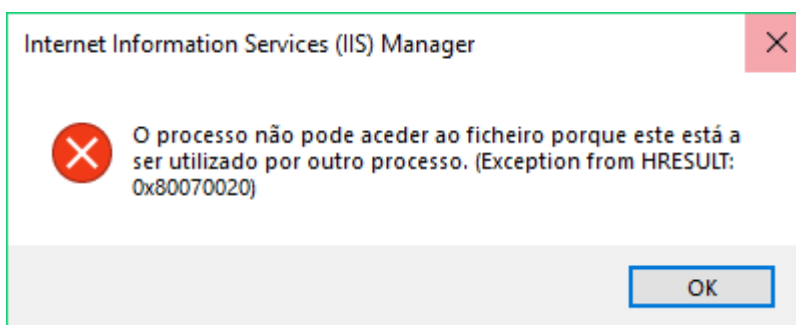 Internet Information Services (IIS) Manager
O processo não pode aceder ao ficheiro porque este está a
ser utilizado por outro processo. (Exception from HRESULT:
0x80070020)
OK